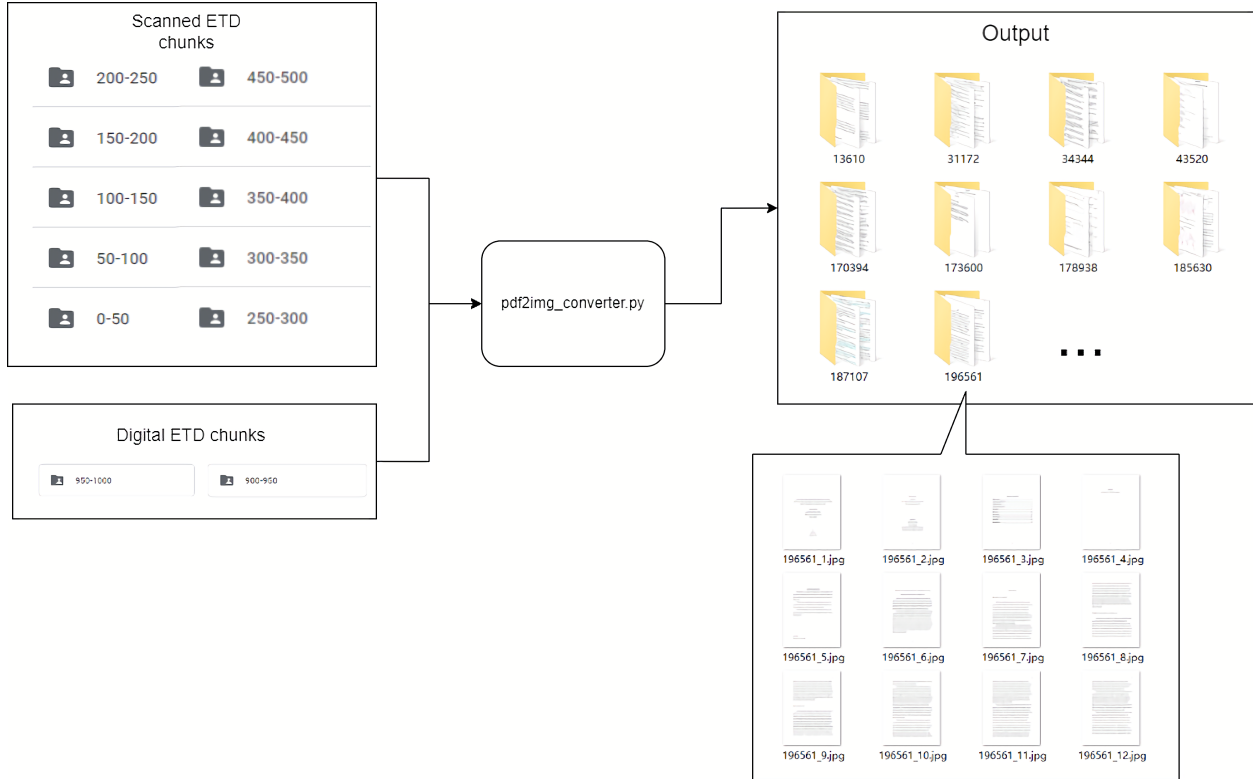 Scanned ETD
chunks
200-250 450-500
150-200 400-450
100-150 350-400
50-100 300-350
0-50 250-300
Digital ETD chunks
950-1000 900-950
pdf2img_converter.py
Output
13610 31172 34344 43520
170394 173600 178938 185630
187107 196561 ...
196561_1.jpg 196561_2.jpg 196561_3.jpg 196561_4.jpg
196561_5.jpg 196561_6.jpg 196561_7.jpg 196561_8.jpg
196561_9.jpg 196561_10.jpg 196561_11.jpg 196561_12.jpg